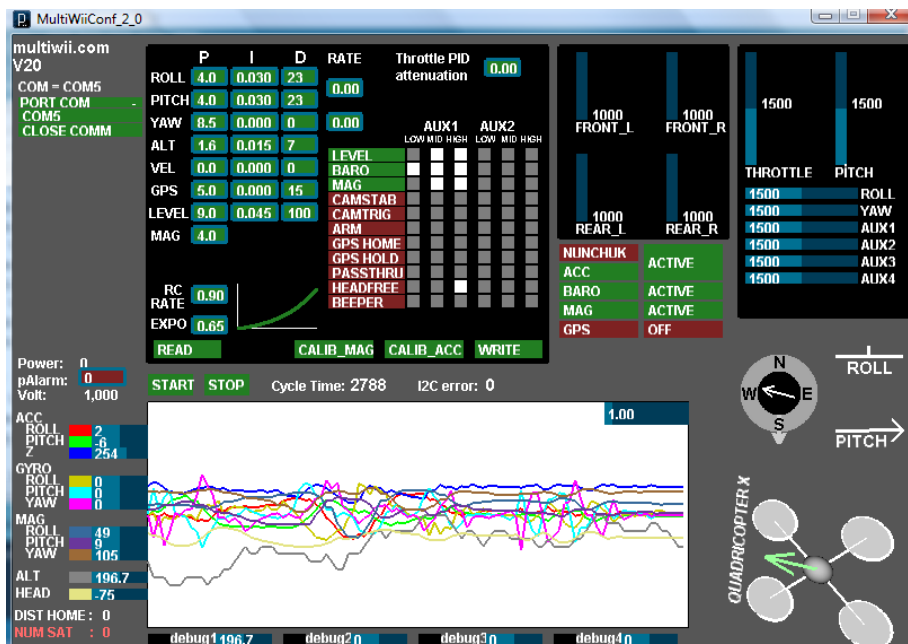 MultiWiiConf_2_0
multiwii.com
V20
COM = COM5
PORT COM -
COM5
CLOSE COMM
P I D RATE
ROLL 4.0 0.030 23
PITCH 4.0 0.030 23
0.00
YAW 8.5 0.000 0 0.00
ALT 1.6 0.015 7
VEL 0.0 0.000 0
GPS 5.0 0.000 15
LEVEL 9.0 0.045 100
MAG 4.0
RC RATE 0.90
EXPO 0.65
Throttle PID
attenuation 0.00
AUX1 AUX2
LOW MID HIGH LOW MID HIGH
LEVEL
BARO
MAG
CAMSTAB
CAMTRIG
ARM
GPS HOME
GPS HOLD
PASSTHRU
HEADFREE
BEEPER
READ CALIB_MAG CALIB_ACC WRITE
1000 1000
FRONT_L FRONT_R
1000 1000
REAR_L REAR_R
NUNCHUK
ACC ACTIVE
BARO ACTIVE
MAG ACTIVE
GPS OFF
1500 1500
THROTTLE PITCH
1500 ROLL
1500 YAW
1500 AUX1
1500 AUX2
1500 AUX3
1500 AUX4
Power: 0
pAlarm: 0
Volt: 1,000
START STOP Cycle Time: 2788 I2C error: 0
1.00
ACC
ROLL 2
PITCH -6
Z 254
GYRO
ROLL 0
PITCH 0
YAW 0
MAG
ROLL 49
PITCH 9
YAW 105
ALT 196.7
HEAD -75
DIST HOME : 0
NUM SAT : 0
debug1 196.7 debug2 0 debug3 0 debug4 0
N
W E
S
ROLL
PITCH
QUADRICOPTER X